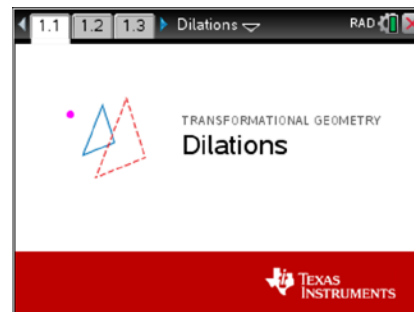 1.1 1.2 1.3 Dilations RAD
TRANSFORMATIONAL GEOMETRY
Dilations
TEXAS
INSTRUMENTS